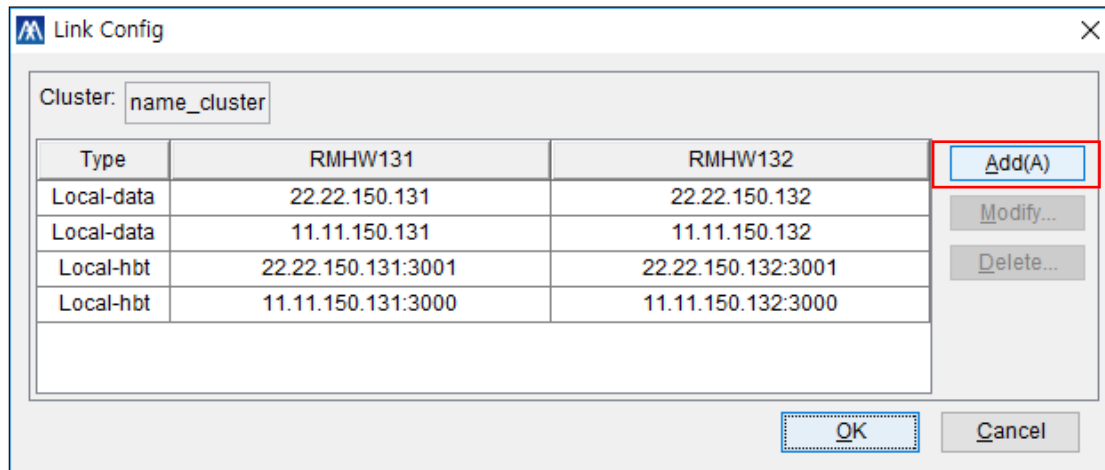 Link Config
Cluster: name_cluster
Type RMHW131 RMHW132
Local-data 22.22.150.131 22.22.150.132
Local-data 11.11.150.131 11.11.150.132
Local-hbt 22.22.150.131:3001 22.22.150.132:3001
Local-hbt 11.11.150.131:3000 11.11.150.132:3000
Add(A)
Modify...
Delete...
OK Cancel